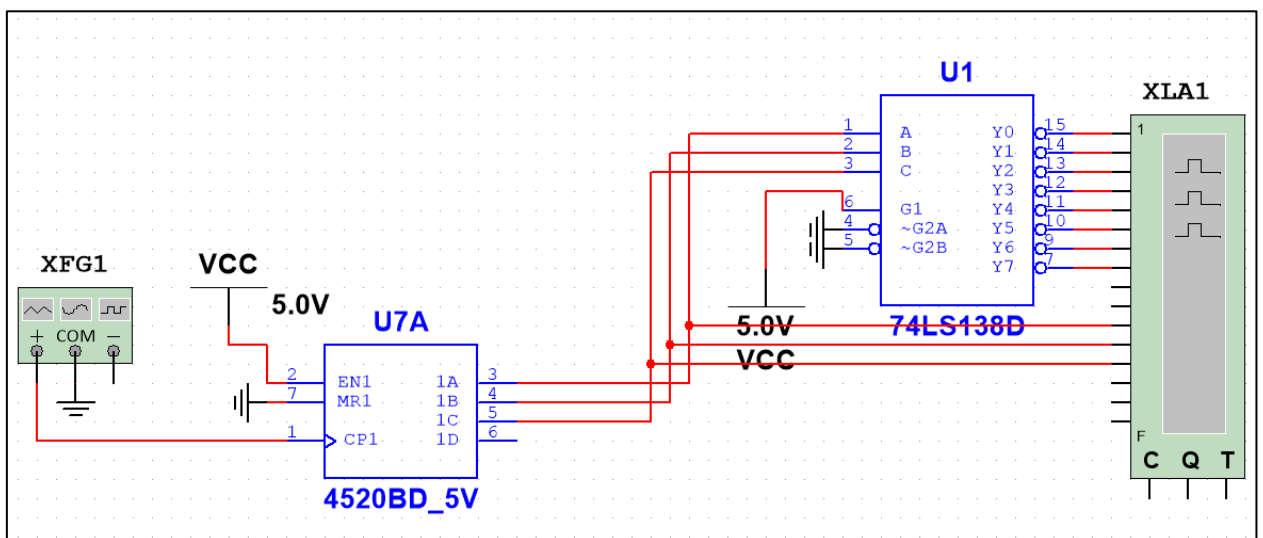 U1
XLA1
1 A Y0 15 1
2 B Y1 14
3 C Y2 13
Y3 12
6 G1 Y4 11
4 ~G2A Y5 10
5 ~G2B Y6 9
Y7 7
74LS138D
5.0V
VCC
F
C Q T
XFG1
+ COM −
VCC
5.0V
U7A
2 EN1 1A 3
7 MR1 1B 4
1C 5
1 CP1 1D 6
4520BD_5V